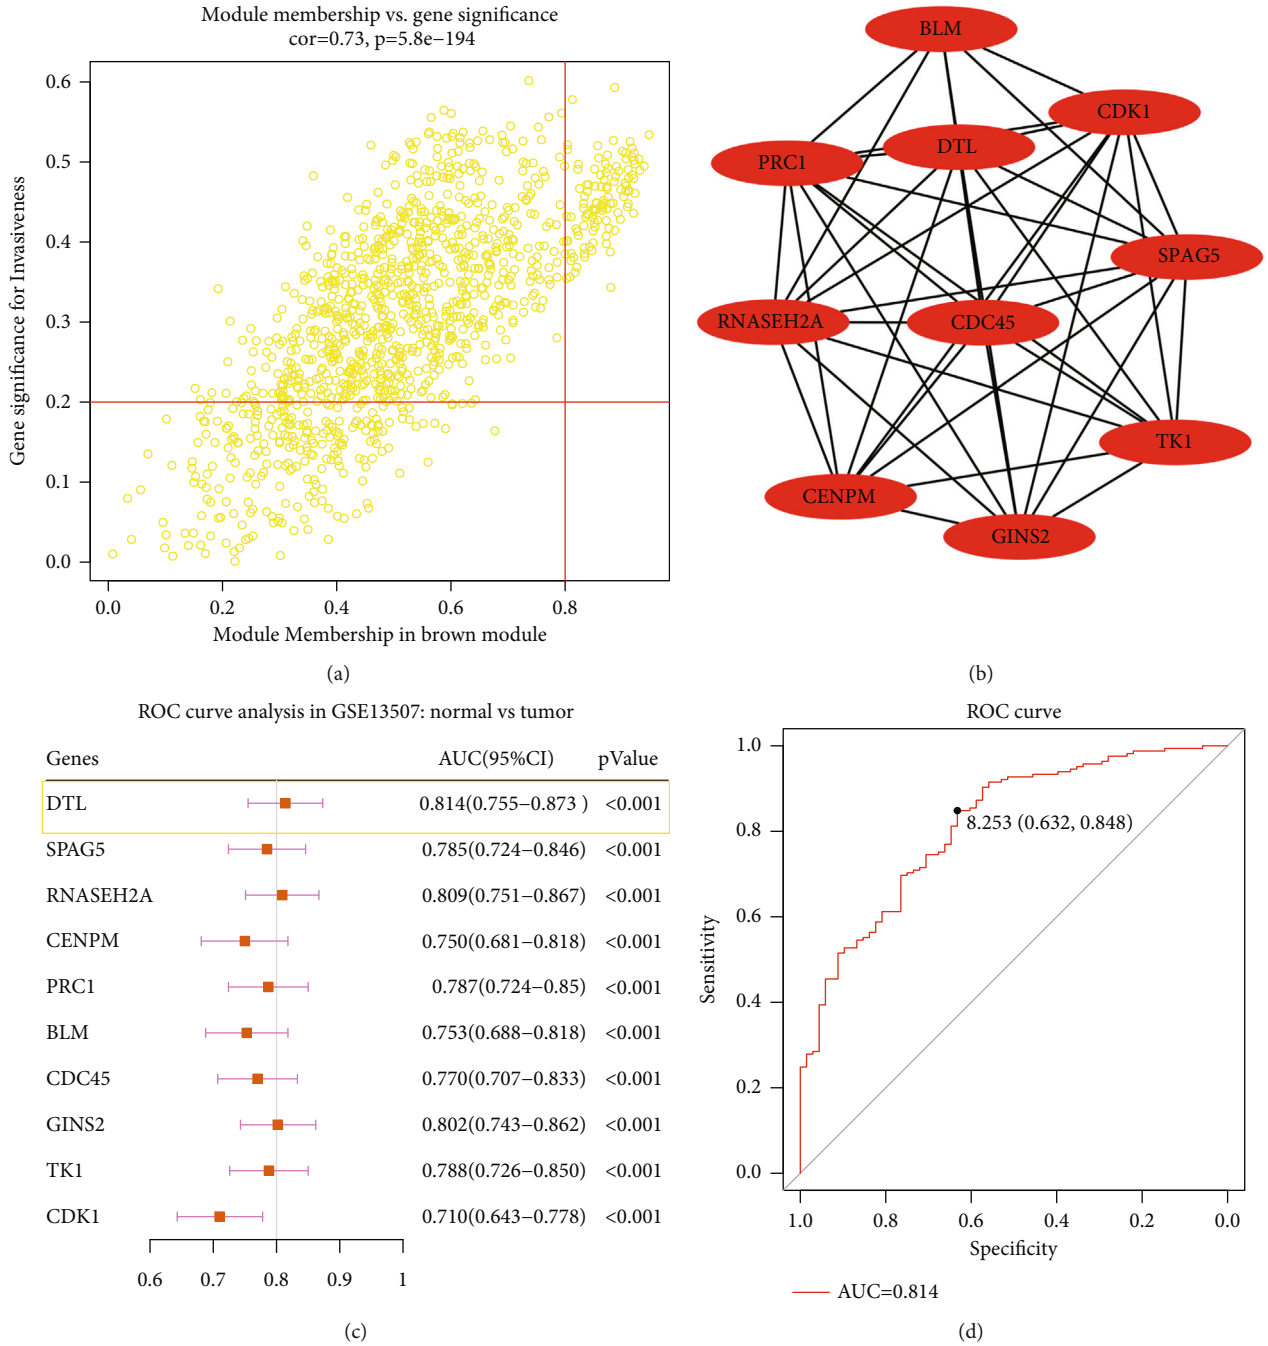 Module membership vs. gene significance
cor=0.73, p=5.8e−194
Gene significance for Invasiveness
0.6
0.5
0.4
0.3
0.2
0.1
0.0
0.0 0.2 0.4 0.6 0.8
Module Membership in brown module
(a)
BLM
CDK1
DTL
PRC1
SPAG5
RNASEH2A
CDC45
TK1
CENPM
GINS2
(b)
ROC curve analysis in GSE13507: normal vs tumor
Genes AUC(95%CI) pValue
DTL 0.814(0.755−0.873 ) <0.001
SPAG5 0.785(0.724−0.846) <0.001
RNASEH2A 0.809(0.751−0.867) <0.001
CENPM 0.750(0.681−0.818) <0.001
PRC1 0.787(0.724−0.85) <0.001
BLM 0.753(0.688−0.818) <0.001
CDC45 0.770(0.707−0.833) <0.001
GINS2 0.802(0.743−0.862) <0.001
TK1 0.788(0.726−0.850) <0.001
CDK1 0.710(0.643−0.778) <0.001
0.6 0.7 0.8 0.9 1
(c)
ROC curve
Sensitivity
1.0
0.8
0.6
0.4
0.2
0.0
8.253 (0.632, 0.848)
1.0 0.8 0.6 0.4 0.2 0.0
Specificity
AUC=0.814
(d)